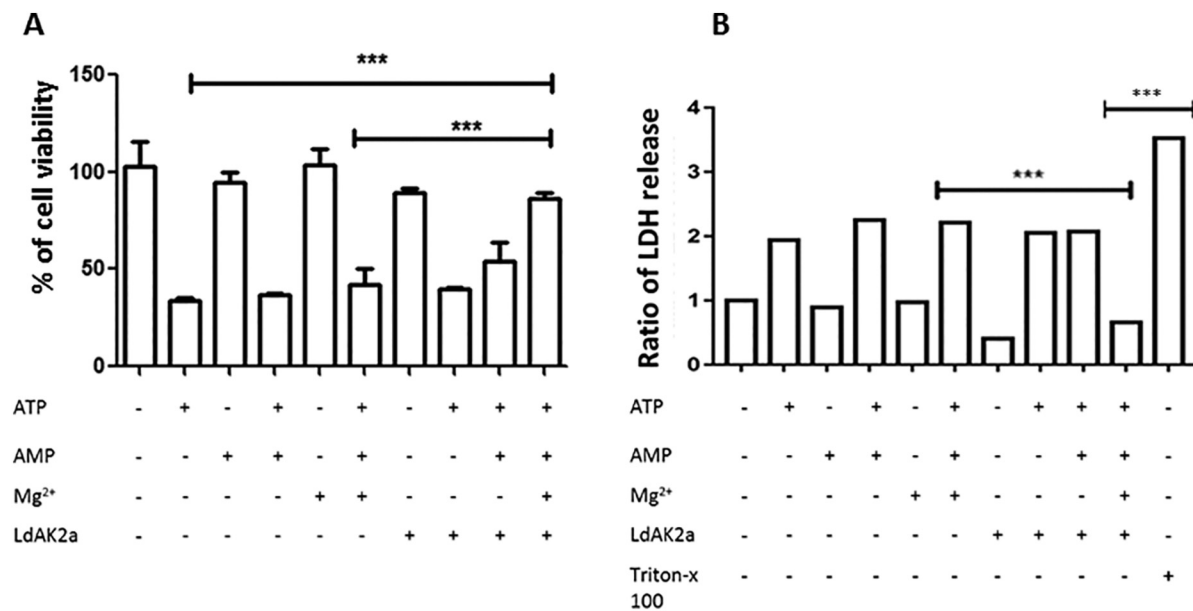 A
% of cell viability
150
100
50
0
***
***
ATP - + - + - + - + + +
AMP - - + + - + - - + +
Mg²⁺ - - - - + + - - +
LdAK2a - - - - - - + + + +
B
Ratio of LDH release
4
3
2
1
0
***
***
ATP - + - + - + - + + + -
AMP - - + + - + - - + + -
Mg²⁺ - - - - + + - - + -
LdAK2a - - - - - - + + + + -
Triton-x - - - - - - - - - - +
100